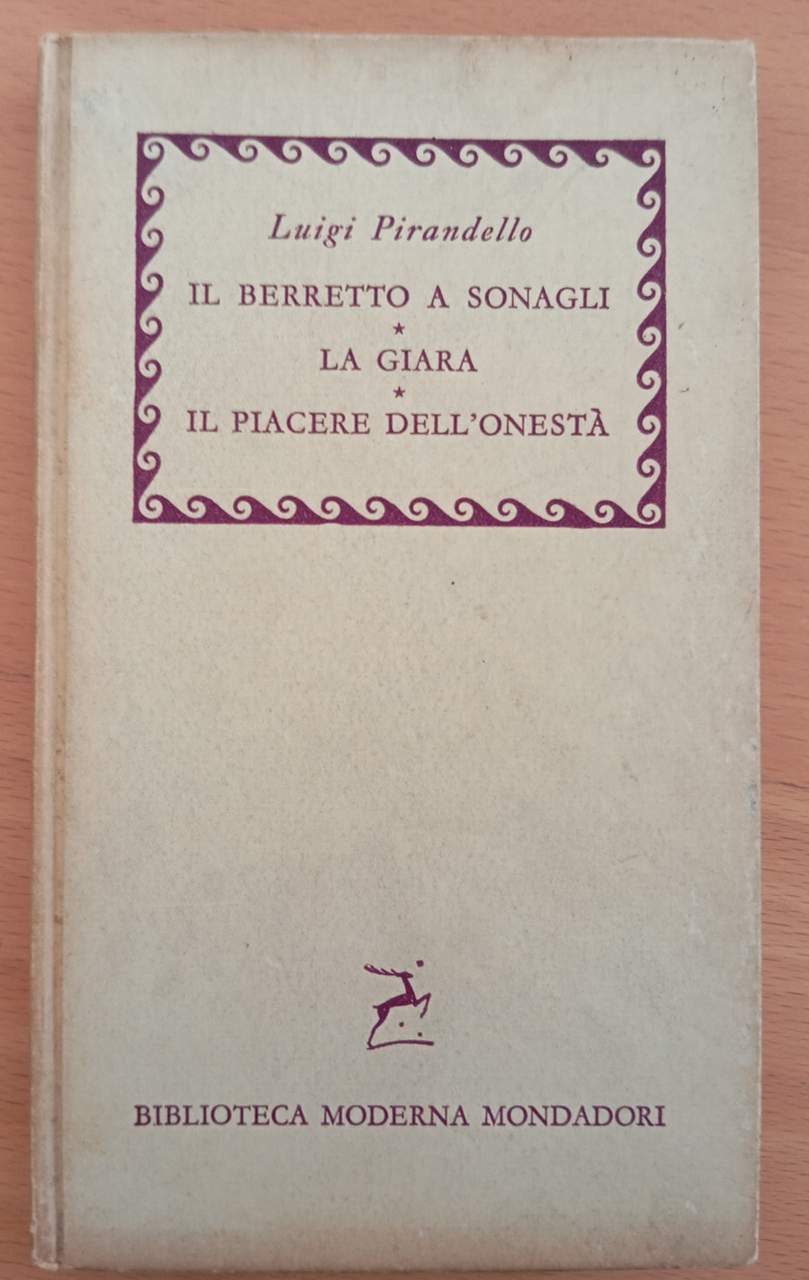 Luigi Pirandello
IL BERRETTO A SONAGLI
★
LA GIARA
★
IL PIACERE DELL'ONESTÀ
BIBLIOTECA MODERNA MONDADORI